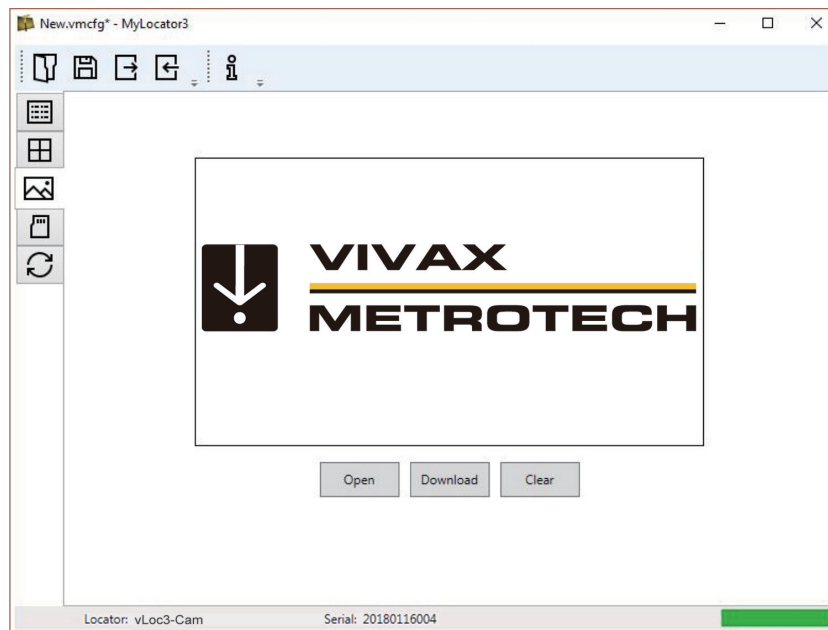 New.vmcfg* - MyLocator3
VIVAX
METROTECH
Open Download Clear
Locator: vLoc3-Cam Serial: 20180116004